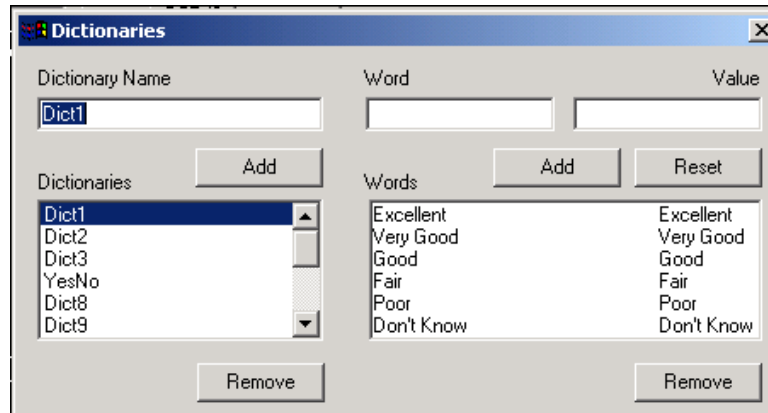 Dictionaries
Dictionary Name
Word Value
Dict1
Add
Add Reset
Dictionaries
Words
Dict1
Dict2
Dict3
YesNo
Dict8
Dict9
Excellent Excellent
Very Good Very Good
Good Good
Fair Fair
Poor Poor
Don't Know Don't Know
Remove
Remove